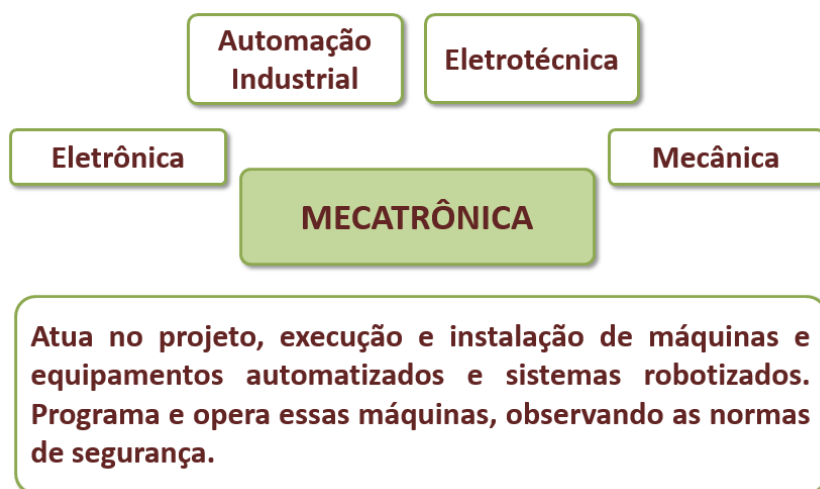 Automação
Industrial
Eletrotécnica
Eletrônica
Mecânica
MECATRÔNICA
Atua no projeto, execução e instalação de máquinas e
equipamentos automatizados e sistemas robotizados.
Programa e opera essas máquinas, observando as normas
de segurança.